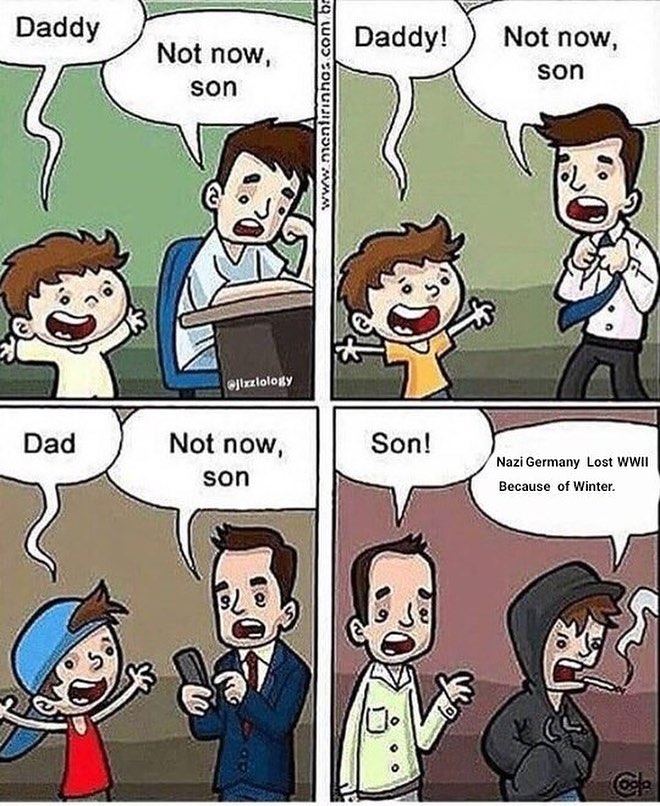 Daddy
Not now,
son
www.mentirinhas.com.br
Daddy!
Not now,
son
@jizziology
Dad
Not now,
son
Son!
Nazi Germany Lost WWII
Because of Winter.